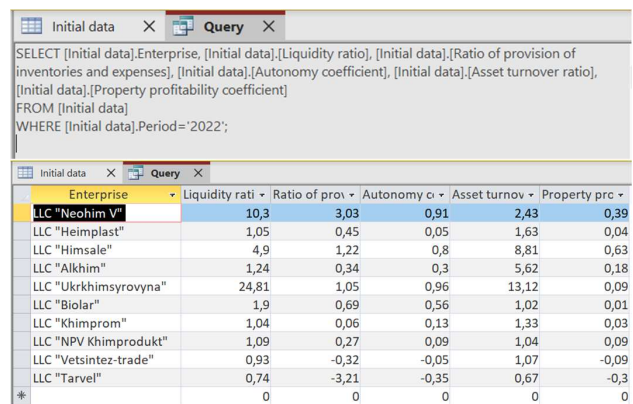 Initial data × Query ×
SELECT [Initial data].Enterprise, [Initial data].[Liquidity ratio], [Initial data].[Ratio of provision of
inventories and expenses], [Initial data].[Autonomy coefficient], [Initial data].[Asset turnover ratio],
[Initial data].[Property profitability coefficient]
FROM [Initial data]
WHERE [Initial data].Period='2022';
Initial data × Query ×
Enterprise Liquidity rati Ratio of prov Autonomy c Asset turnov Property prc
LLC "Neohim V" 10,3 3,03 0,91 2,43 0,39
LLC "Heimplast" 1,05 0,45 0,05 1,63 0,04
LLC "Himsale" 4,9 1,22 0,8 8,81 0,63
LLC "Alkhim" 1,24 0,34 0,3 5,62 0,18
LLC "Ukrkhimsyrovyna" 24,81 1,05 0,96 13,12 0,09
LLC "Biolar" 1,9 0,69 0,56 1,02 0,01
LLC "Khimprom" 1,04 0,06 0,13 1,33 0,03
LLC "NPV Khimprodukt" 1,09 0,27 0,09 1,04 0,09
LLC "Vetsintez-trade" 0,93 -0,32 -0,05 1,07 -0,09
LLC "Tarvel" 0,74 -3,21 -0,35 0,67 -0,3
* 0 0 0 0 0